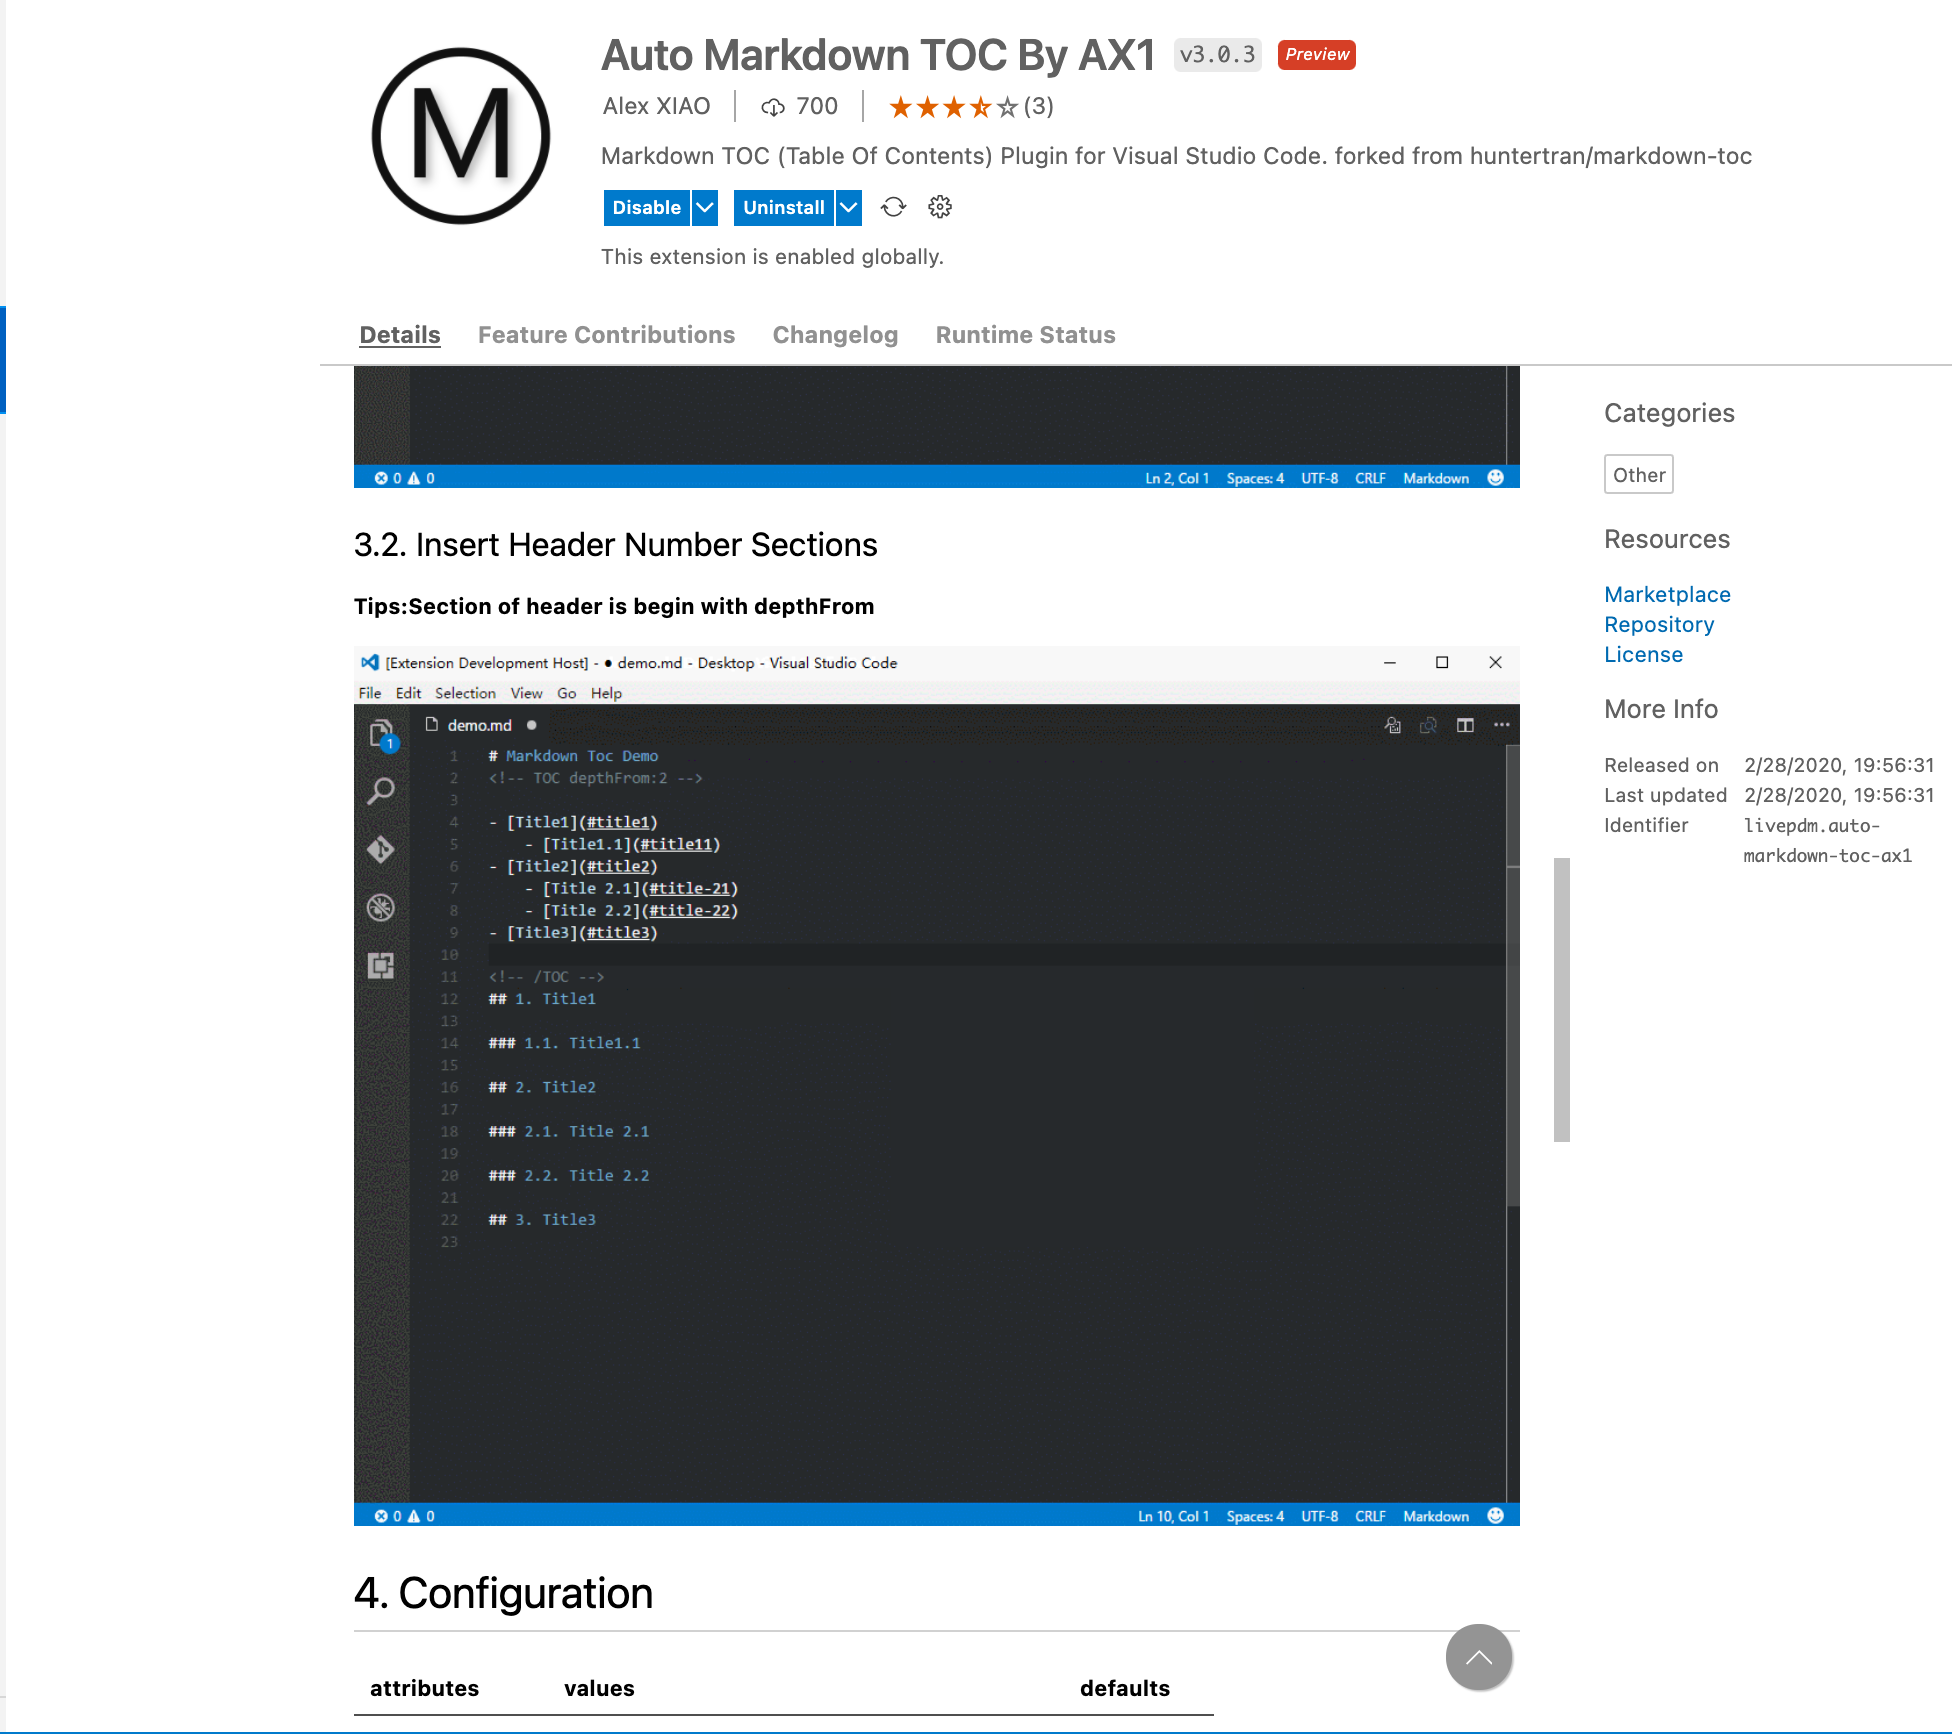 M
Auto Markdown TOC By AX1 v3.0.3 Preview
Alex XIAO 700 (3)
Markdown TOC (Table Of Contents) Plugin for Visual Studio Code. forked from huntertran/markdown-toc
Disable Uninstall
This extension is enabled globally.
Details Feature Contributions Changelog Runtime Status
0 0 Ln 2, Col 1 Spaces: 4 UTF-8 CRLF Markdown
3.2. Insert Header Number Sections
Tips:Section of header is begin with depthFrom
[Extension Development Host] - ● demo.md - Desktop - Visual Studio Code
File Edit Selection View Go Help
1
demo.md ●
1 # Markdown Toc Demo
2 <!-- TOC depthFrom:2 -->
3
4 - [Title1](#title1)
5     - [Title1.1](#title11)
6 - [Title2](#title2)
7     - [Title 2.1](#title-21)
8     - [Title 2.2](#title-22)
9 - [Title3](#title3)
10
11 <!-- /TOC -->
12 ## 1. Title1
13
14 ### 1.1. Title1.1
15
16 ## 2. Title2
17
18 ### 2.1. Title 2.1
19
20 ### 2.2. Title 2.2
21
22 ## 3. Title3
23
0 0 Ln 10, Col 1 Spaces: 4 UTF-8 CRLF Markdown
4. Configuration
attributes values defaults
Categories
Other
Resources
Marketplace
Repository
License
More Info
Released on 2/28/2020, 19:56:31
Last updated 2/28/2020, 19:56:31
Identifier livepdm.auto-
markdown-toc-ax1